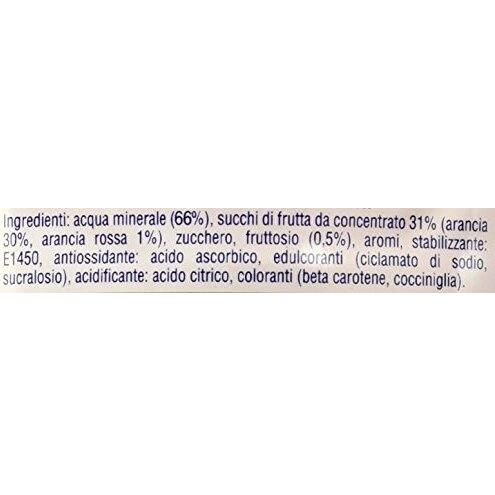 Ingredienti: acqua minerale (66%), succhi di frutta da concentrato 31% (arancia
30%, arancia rossa 1%), zucchero, fruttosio (0,5%), aromi, stabilizzante:
E1450, antiossidante: acido ascorbico, edulcoranti (ciclamato di sodio,
sucralosio), acidificante: acido citrico, coloranti (beta carotene, cocciniglia).